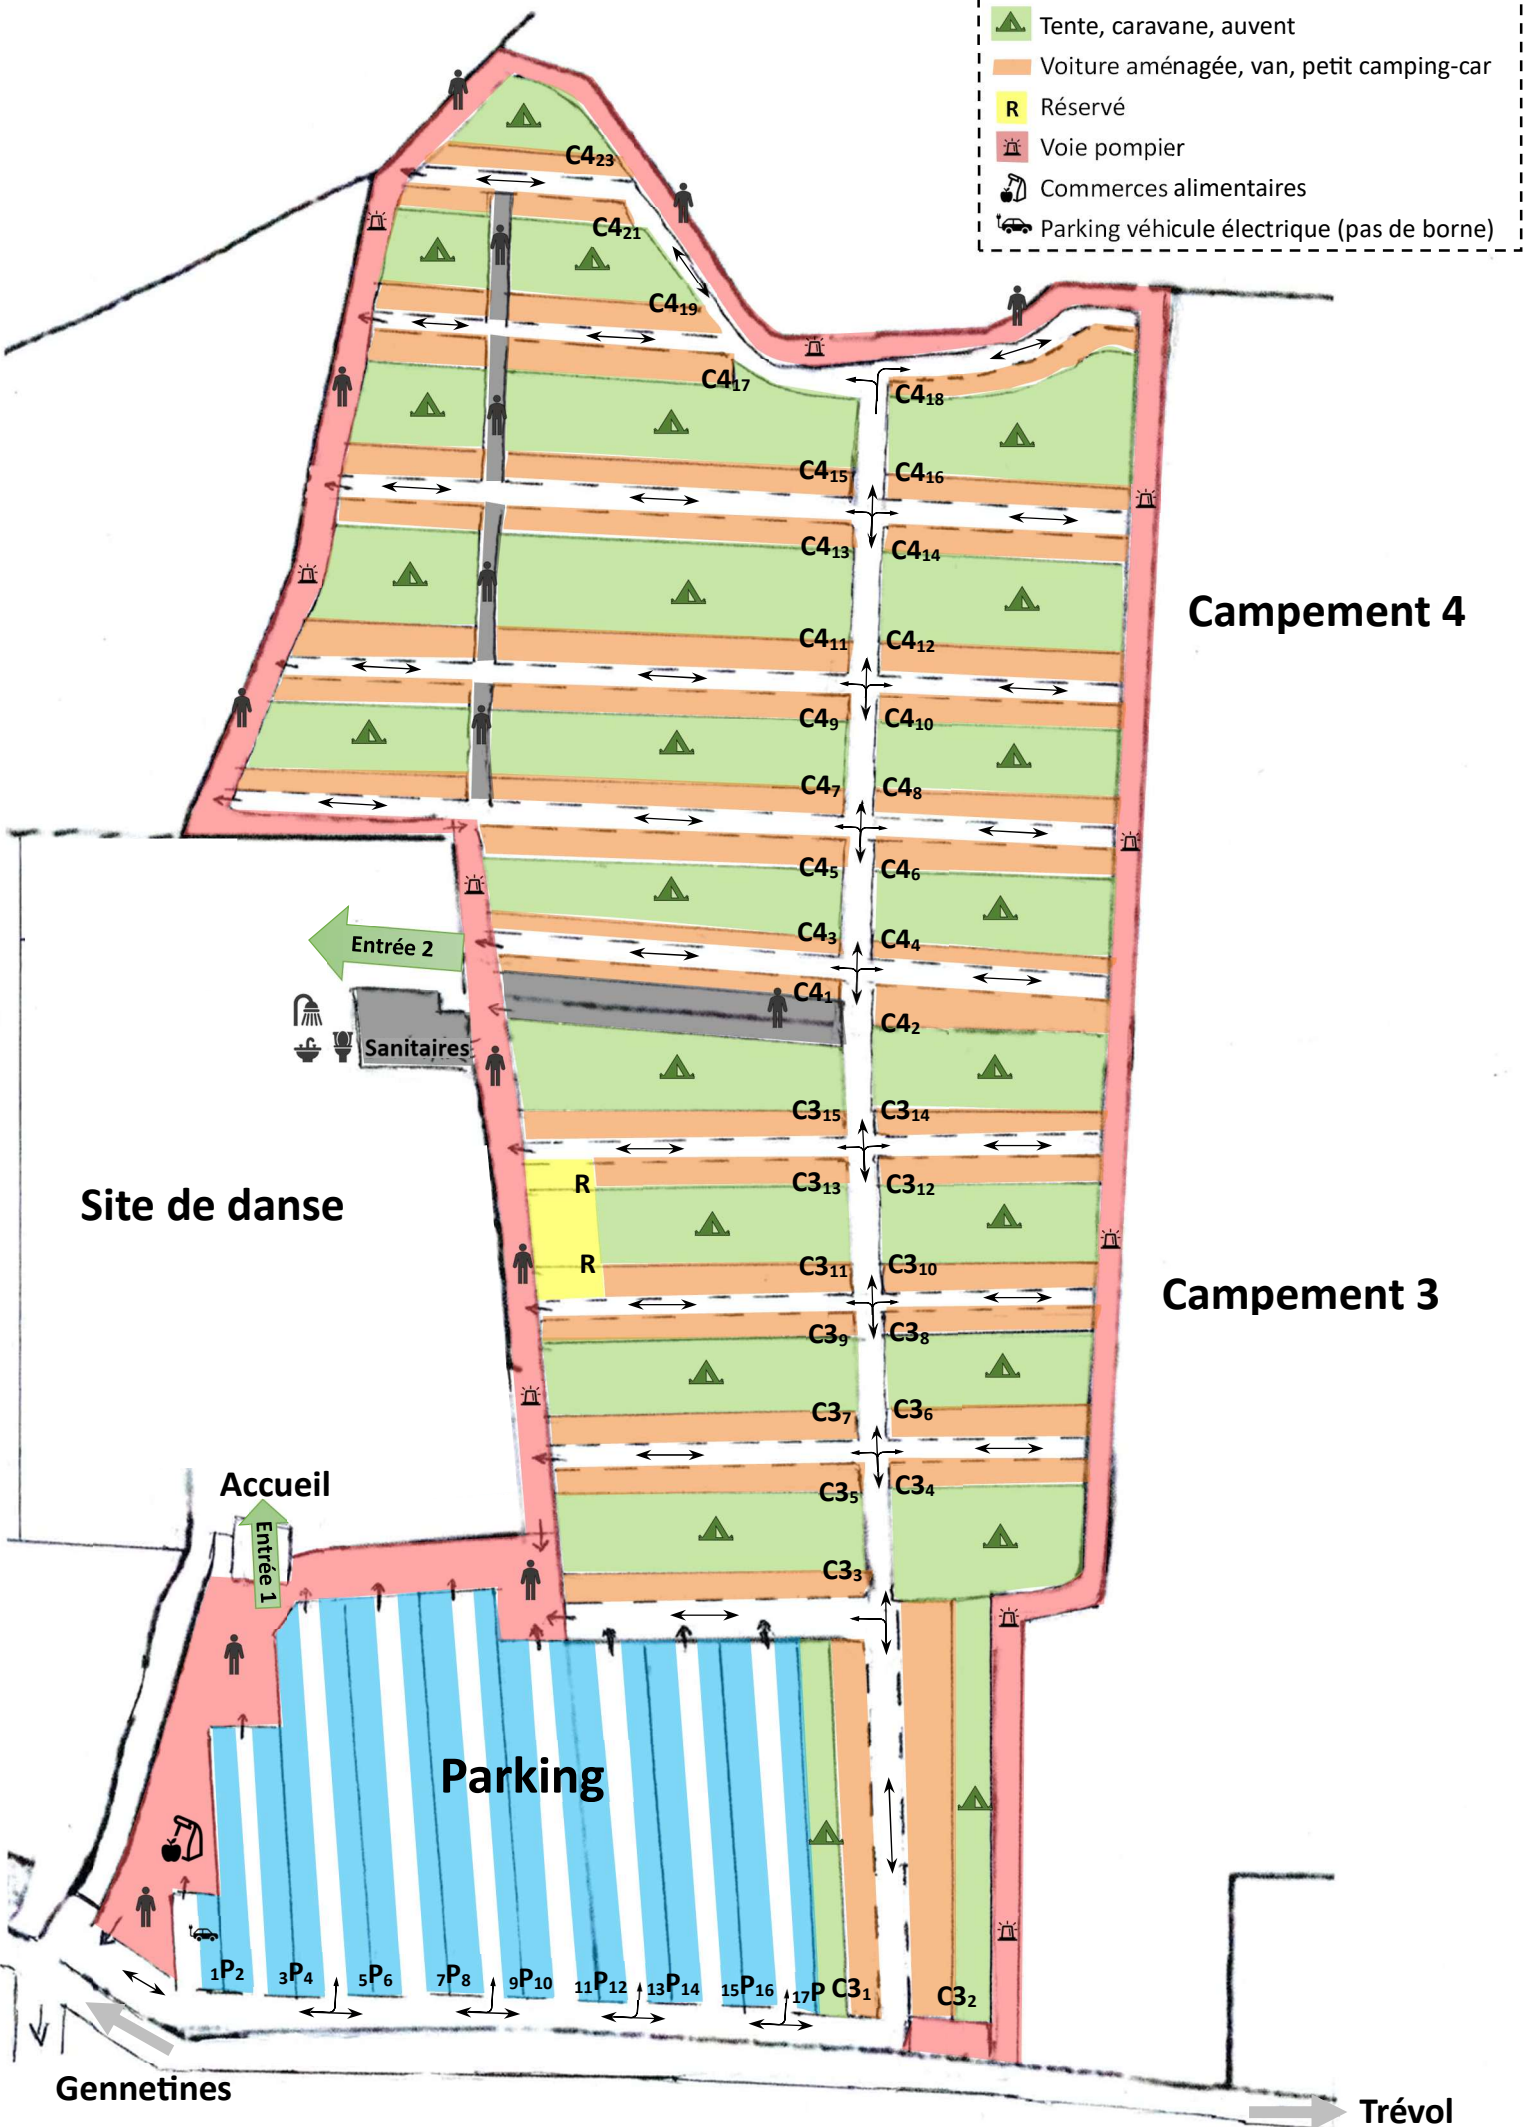 Tente, caravane, auvent
Voiture aménagée, van, petit camping-car
R Réservé
Voie pompier
Commerces alimentaires
Parking véhicule électrique (pas de borne)
C4₂₃
C4₂₁
C4₁₉
C4₁₇
C4₁₈
C4₁₅ C4₁₆
C4₁₃ C4₁₄
Campement 4
C4₁₁ C4₁₂
C4₉ C4₁₀
C4₇ C4₈
C4₅ C4₆
C4₃ C4₄
Entrée 2
C4₁
C4₂
Sanitaires
C3₁₅ C3₁₄
R
C3₁₃ C3₁₂
Site de danse
R
C3₁₁ C3₁₀
Campement 3
C3₉ C3₈
C3₇ C3₆
Accueil
C3₅ C3₄
Entrée 1
C3₃
Parking
₁P₂ ₃P₄ ₅P₆ ₇P₈ ₉P₁₀ ₁₁P₁₂ ₁₃P₁₄ ₁₅P₁₆ ₁₇P C3₁ C3₂
Gennetines
Trévol